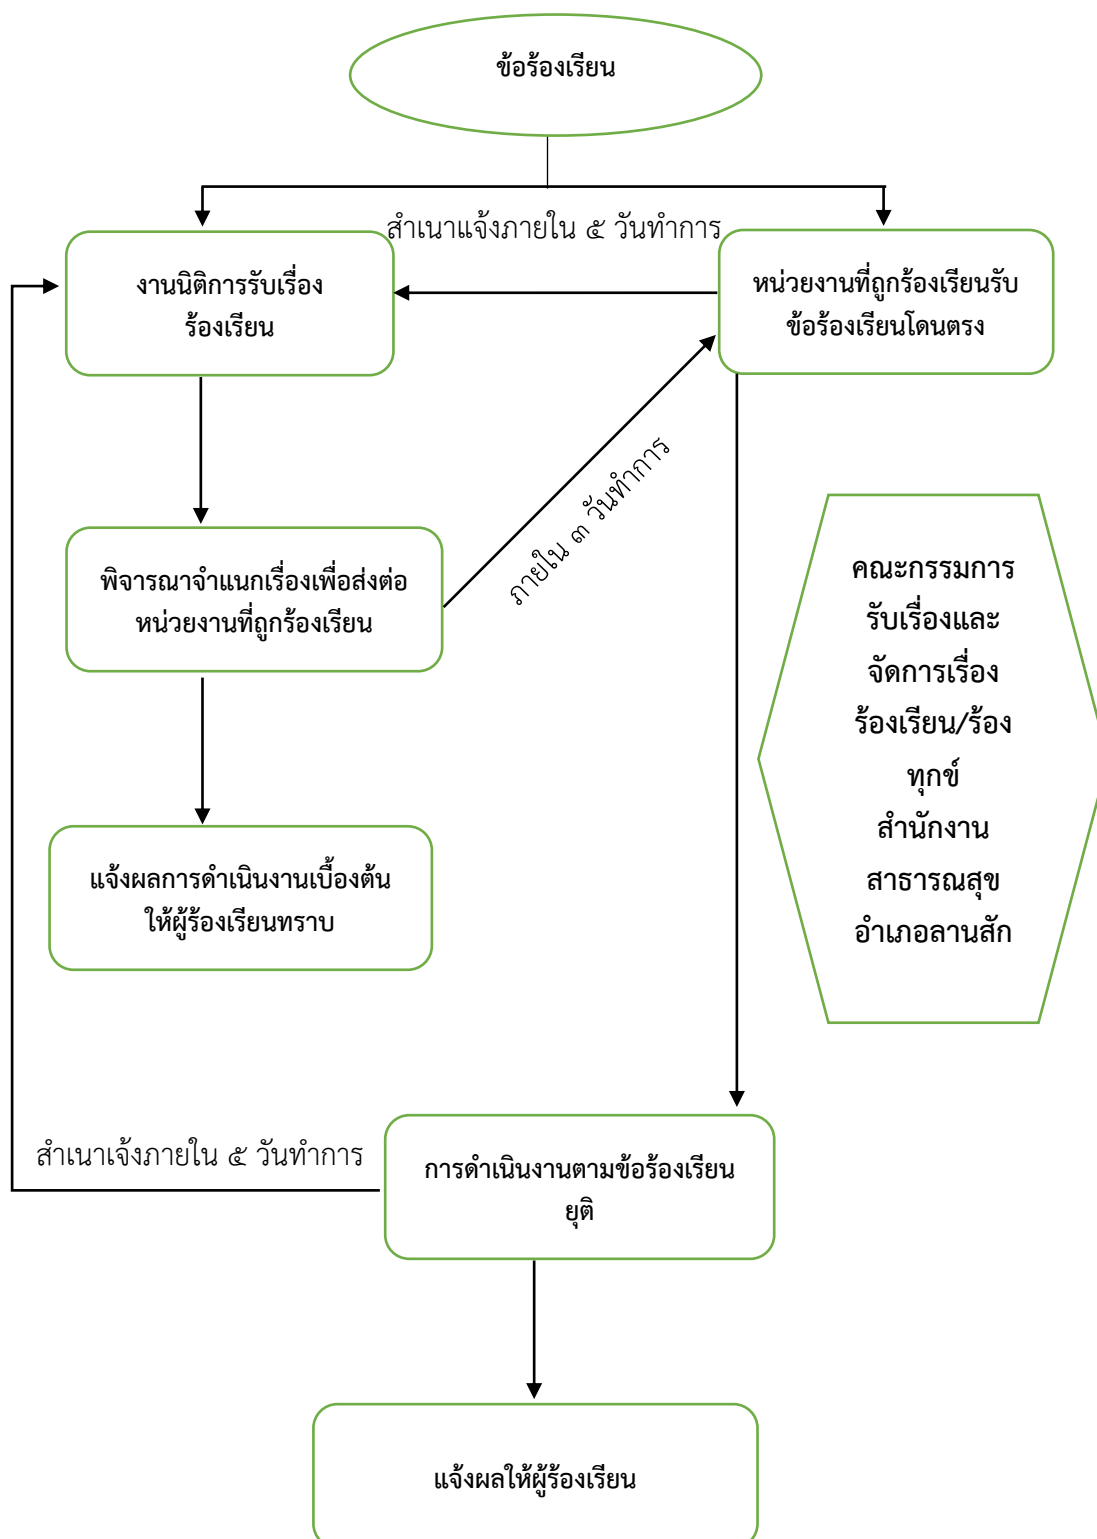 ข้อร้องเรียน
สำเนาแจ้งภายใน ๕ วันทำการ
งานนิติการรับเรื่อง
ร้องเรียน
หน่วยงานที่ถูกร้องเรียนรับ
ข้อร้องเรียนโดนตรง
ภายใน ๓ วันทำการ
พิจารณาจำแนกเรื่องเพื่อส่งต่อ
หน่วยงานที่ถูกร้องเรียน
คณะกรรมการ
รับเรื่องและ
จัดการเรื่อง
ร้องเรียน/ร้อง
ทุกข์
สำนักงาน
สาธารณสุข
อำเภอลานสัก
แจ้งผลการดำเนินงานเบื้องต้น
ให้ผู้ร้องเรียนทราบ
สำเนาเจ้งภายใน ๕ วันทำการ
การดำเนินงานตามข้อร้องเรียน
ยุติ
แจ้งผลให้ผู้ร้องเรียน